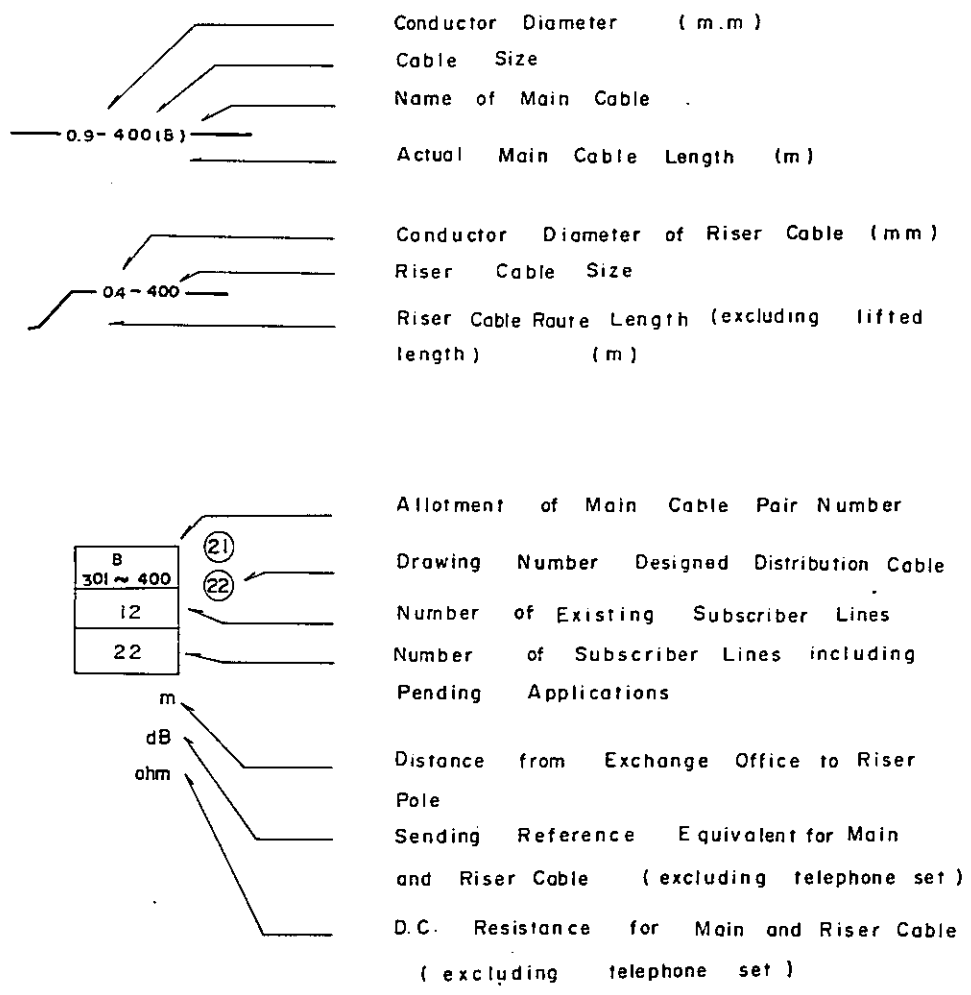 Conductor Diameter (m.m)
Cable Size
Name of Main Cable
0.9-400(B)
Actual Main Cable Length (m)
Conductor Diameter of Riser Cable (mm)
Riser Cable Size
0.4-400
Riser Cable Route Length (excluding lifted
length) (m)
Allotment of Main Cable Pair Number
B
301~400
21
22
Drawing Number Designed Distribution Cable
12
Number of Existing Subscriber Lines
22
Number of Subscriber Lines including
Pending Applications
m
dB
ohm
Distance from Exchange Office to Riser
Pole
Sending Reference Equivalent for Main
and Riser Cable (excluding telephone set)
D.C. Resistance for Main and Riser Cable
(excluding telephone set)